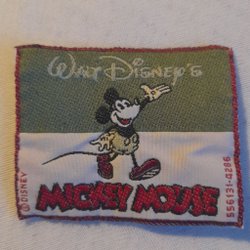 WALT DISNEY'S
MICKEY MOUSE
©DISNEY
556131-4286